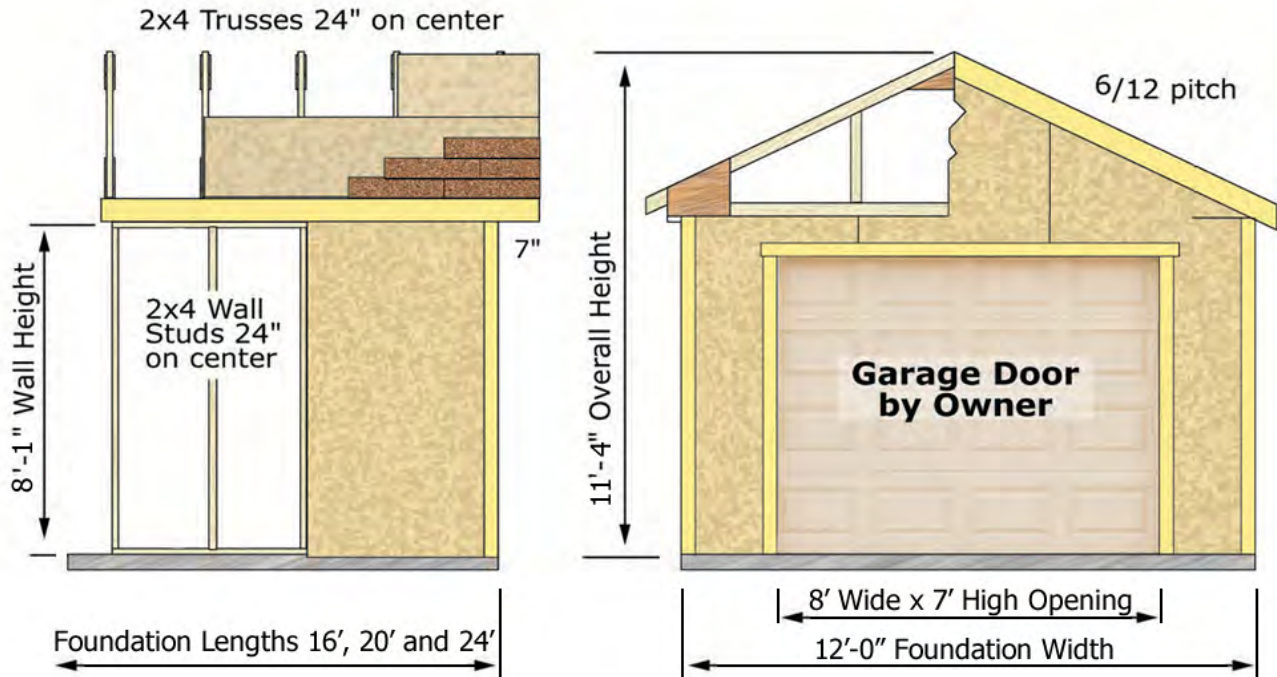 2x4 Trusses 24" on center
6/12 pitch
7"
8'-1" Wall Height
2x4 Wall
Studs 24"
on center
11'-4" Overall Height
Garage Door
by Owner
8’ Wide x 7’ High Opening
Foundation Lengths 16’, 20’ and 24’
12’-0” Foundation Width